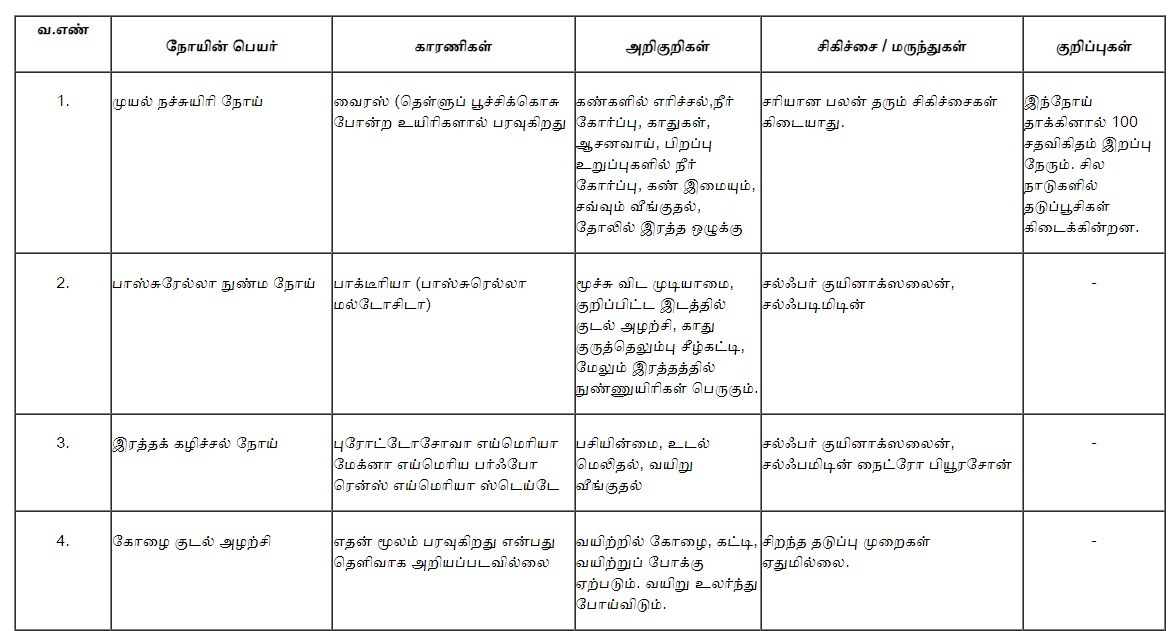 வ.எண்
நோயின் பெயர்
காரணிகள்
அறிகுறிகள்
சிகிச்சை / மருந்துகள்
குறிப்புகள்
1.
முயல் நச்சுயிரி நோய்
வைரஸ் (தெள்ளுப் பூச்சிக்கொசு
போன்ற உயிரிகளால் பரவுகிறது
கண்களில் எரிச்சல்,நீர்
கோர்ப்பு, காதுகள்,
ஆசனவாய், பிறப்பு
உறுப்புகளில் நீர்
கோர்ப்பு, கண் இமையும்,
சவ்வும் வீங்குதல்,
தோலில் இரத்த ஒழுக்கு
சரியான பலன் தரும் சிகிச்சைகள்
கிடையாது.
இந்நோய்
தாக்கினால் 100
சதவிகிதம் இறப்பு
நேரும். சில
நாடுகளில்
தடுப்பூசிகள்
கிடைக்கின்றன.
2.
பாஸ்சுரேல்லா நுண்ம நோய்
பாக்டீரியா (பாஸ்சுரெல்லா
மல்டோசிடா)
மூச்சு விட முடியாமை,
குறிப்பிட்ட இடத்தில்
குடல் அழற்சி, காது
குருத்தெலும்பு சீழ்கட்டி,
மேலும் இரத்தத்தில்
நுண்ணுயிரிகள் பெருகும்.
சல்ஃபர் குயினாக்ஸலைன்,
சல்ஃபடிமிடின்
-
3.
இரத்தக் கழிச்சல் நோய்
புரோட்டோசோவா எய்மெரியா
மேக்னா எய்மெரிய பர்ஃபோ
ரென்ஸ் எய்மெரியா ஸ்டெய்டே
பசியின்மை, உடல்
மெலிதல், வயிறு
வீங்குதல்
சல்ஃபர் குயினாக்ஸலைன்,
சல்ஃபமிடின் நைட்ரோ பியூரசோன்
-
4.
கோழை குடல் அழற்சி
எதன் மூலம் பரவுகிறது என்பது
தெளிவாக அறியப்படவில்லை
வயிற்றில் கோழை, கட்டி,
வயிற்றுப் போக்கு
ஏற்படும். வயிறு உலர்ந்து
போய்விடும்.
சிறந்த தடுப்பு முறைகள்
ஏதுமில்லை.
-